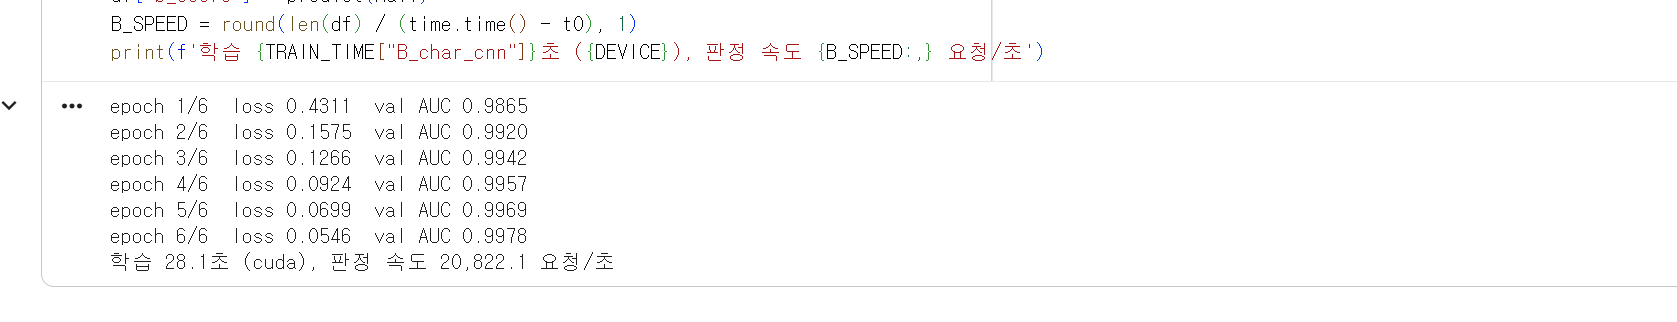 B_SPEED = round(len(df) / (time.time() - t0), 1)
print(f'학습 {TRAIN_TIME["B_char_cnn"]}초 ({DEVICE}), 판정 속도 {B_SPEED:,} 요청/초')
epoch 1/6  loss 0.4311  val AUC 0.9865
epoch 2/6  loss 0.1575  val AUC 0.9920
epoch 3/6  loss 0.1266  val AUC 0.9942
epoch 4/6  loss 0.0924  val AUC 0.9957
epoch 5/6  loss 0.0699  val AUC 0.9969
epoch 6/6  loss 0.0546  val AUC 0.9978
학습 28.1초 (cuda), 판정 속도 20,822.1 요청/초